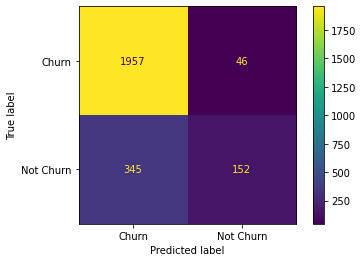 Churn
Not Churn
True label
1957
46
345
152
Churn
Not Churn
Predicted label
1750
1500
1250
1000
750
500
250